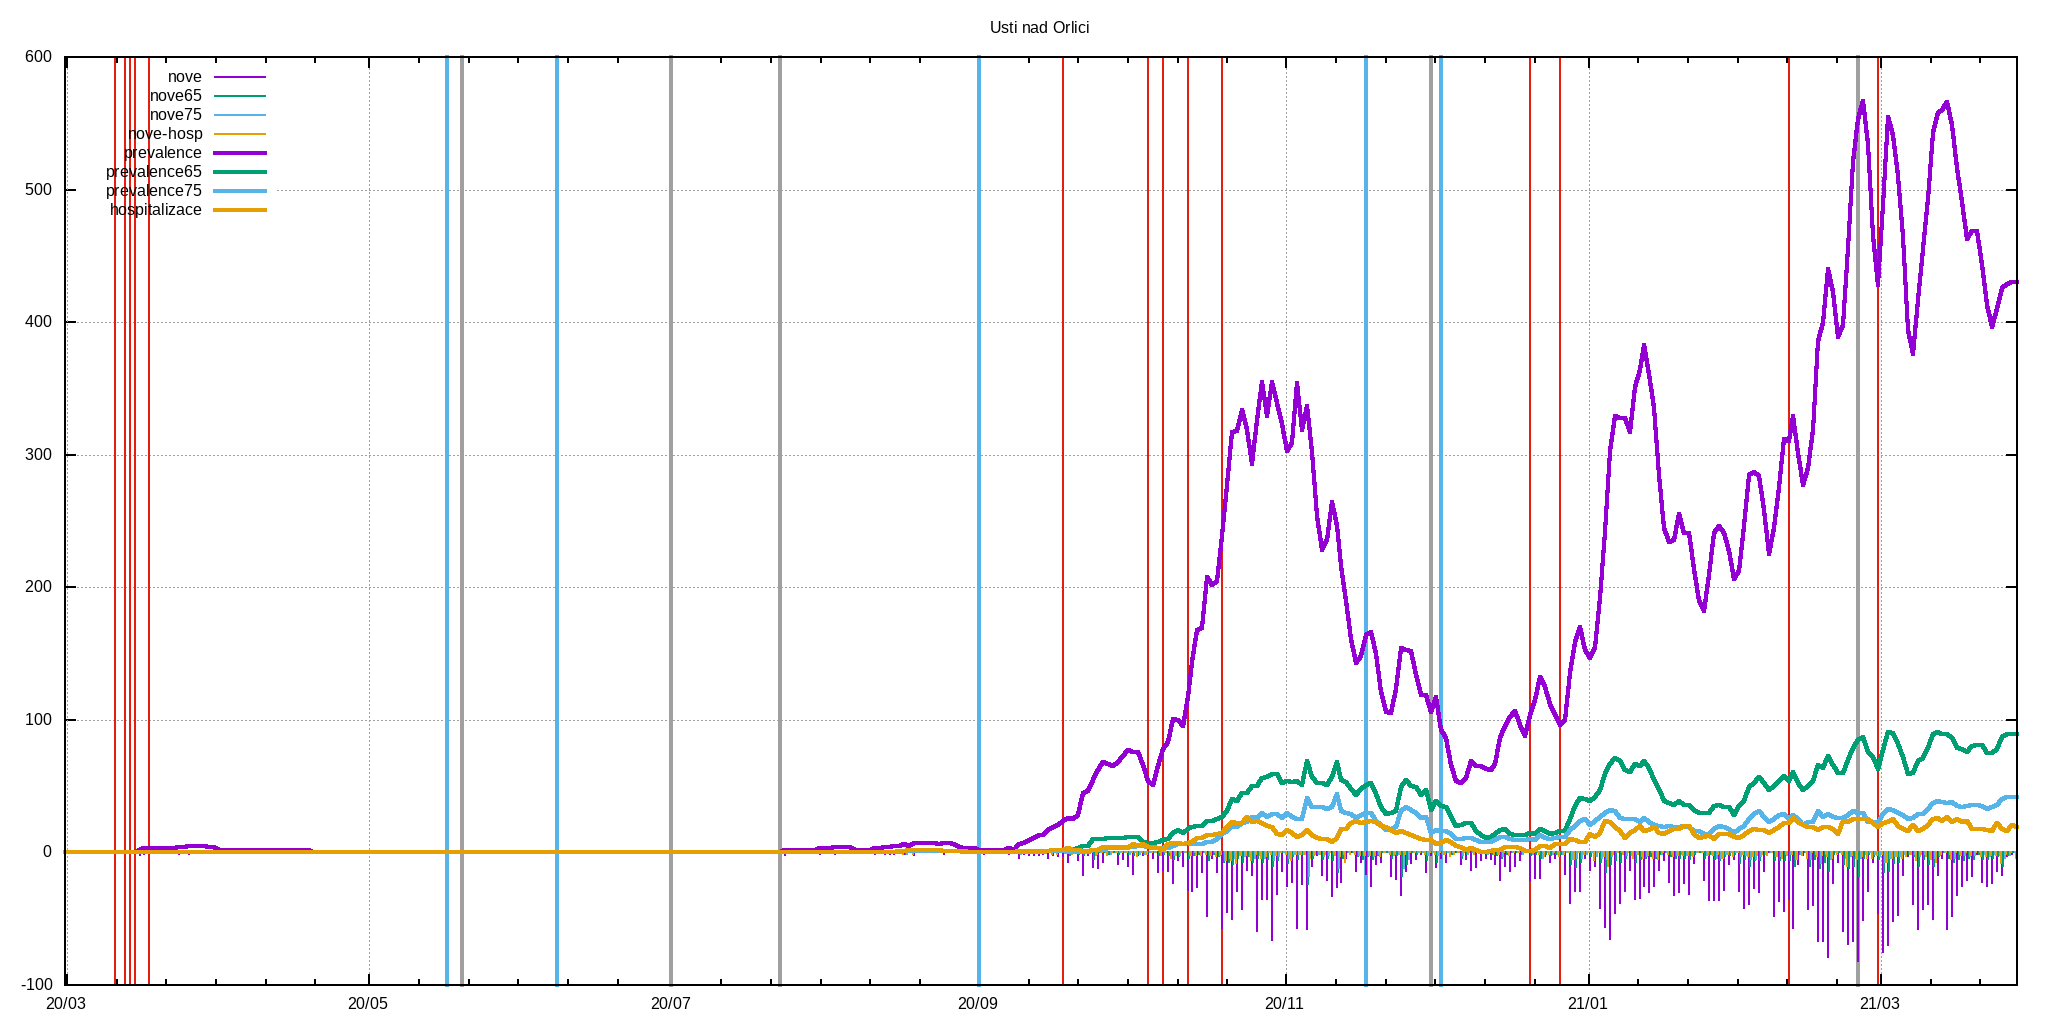 Usti nad Orlici
600
500
400
300
200
100
0
-100
nove
nove65
nove75
nove-hosp
prevalence
prevalence65
prevalence75
hospitalizace
20/03 20/05 20/07 20/09 20/11 21/01 21/03